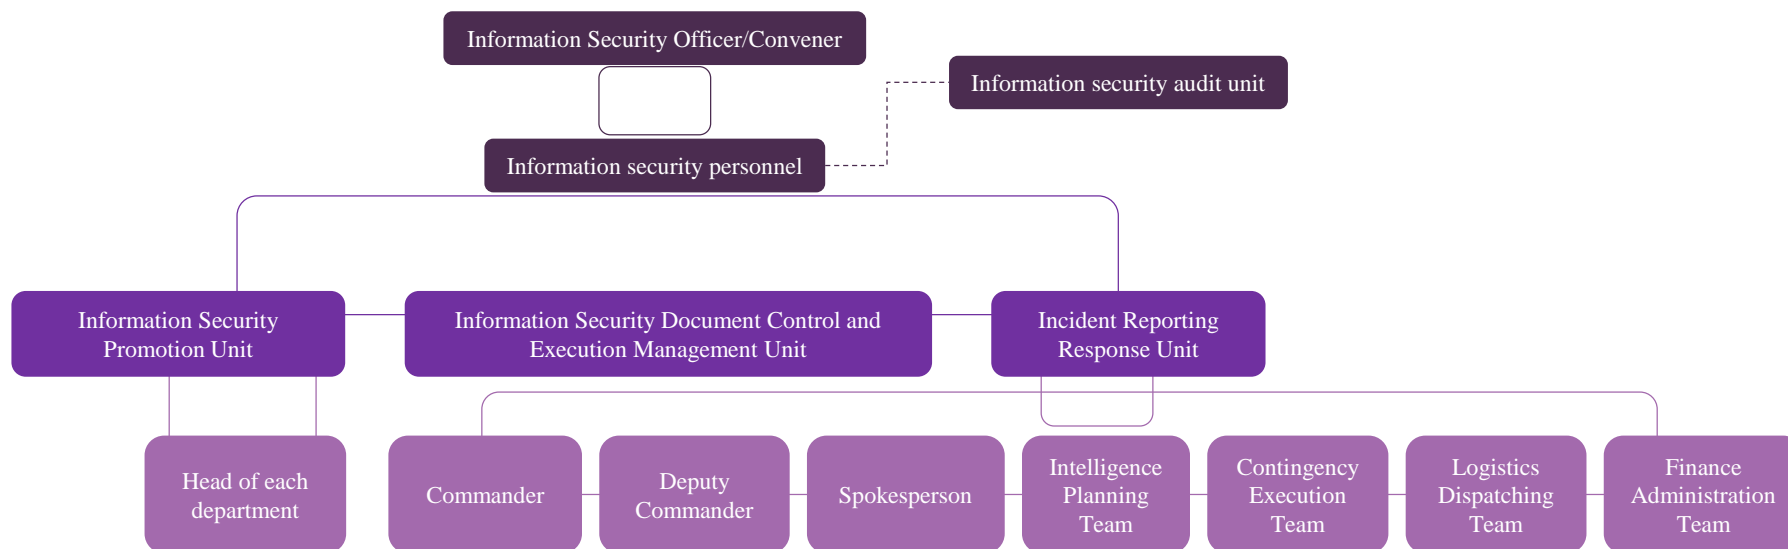 Information Security Officer/Convener
Information security audit unit
Information security personnel
Information Security
Promotion Unit
Information Security Document Control and
Execution Management Unit
Incident Reporting
Response Unit
Head of each
department
Commander
Deputy
Commander
Spokesperson
Intelligence
Planning
Team
Contingency
Execution
Team
Logistics
Dispatching
Team
Finance
Administration
Team